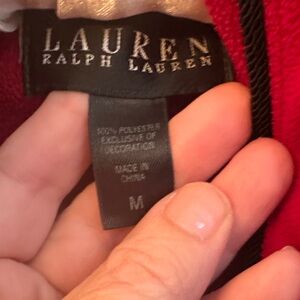 LAUREN
RALPH LAUREN
100% POLYESTER
EXCLUSIVE OF
DECORATION
MADE IN
CHINA
M